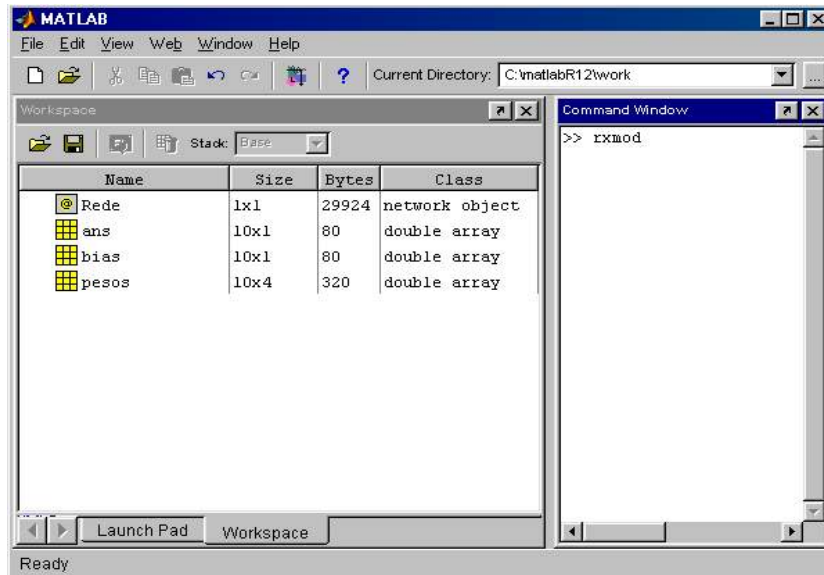 MATLAB
File Edit View Web Window Help
? Current Directory: C:\matlabR12\work ...
Workspace
Stack: Base
Name Size Bytes Class
Rede 1x1 29924 network object
ans 10x1 80 double array
bias 10x1 80 double array
pesos 10x4 320 double array
Launch Pad Workspace
Command Window
>> rxmod
Ready